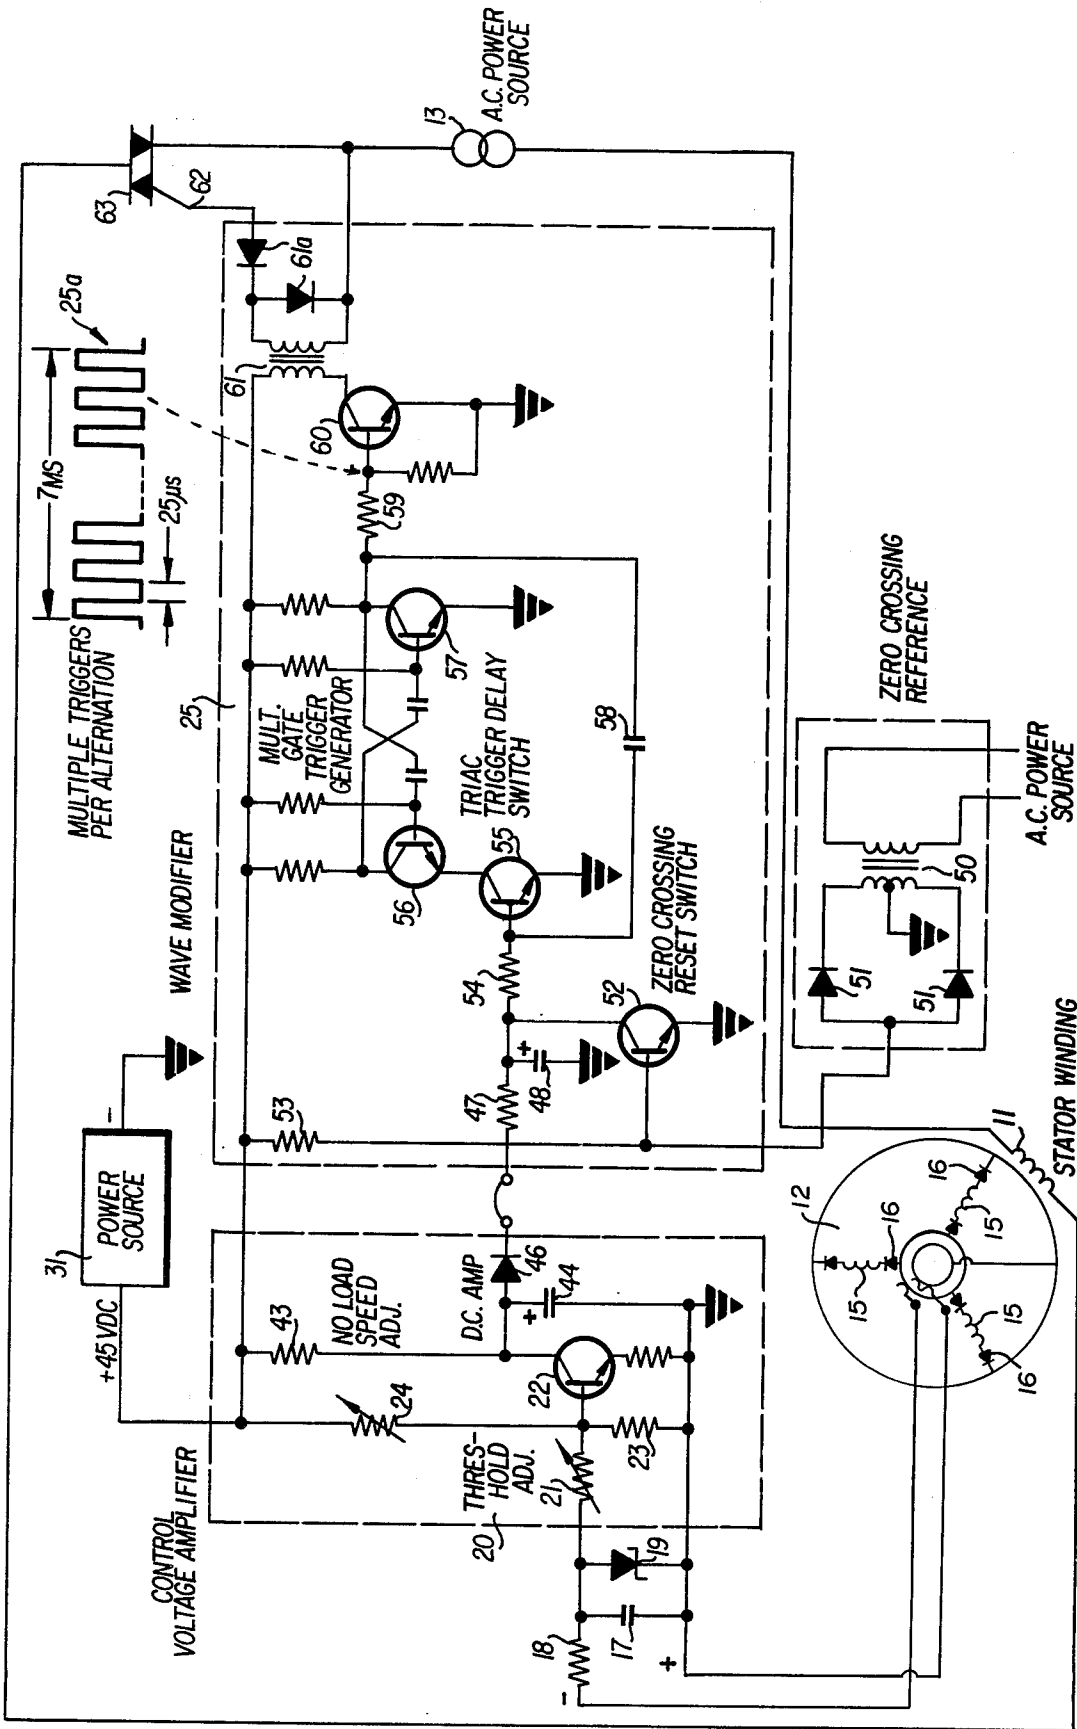 MULTIPLE TRIGGERS
PER ALTERNATION
7MS
25µs
25a
63
62
A.C. POWER
SOURCE
13
61a
61
60
59
WAVE MODIFIER
25
MULT.
GATE
TRIGGER
GENERATOR
57
56
TRIAC
TRIGGER DELAY
SWITCH
55
58
54
ZERO CROSSING
RESET SWITCH
52
53
47
+
48
31
POWER
SOURCE
-
+45VDC
CONTROL
VOLTAGE AMPLIFIER
43
NO LOAD
SPEED
ADJ.
24
D.C. AMP
46
44
+
22
THRES-
HOLD
ADJ.
21
23
20
19
18
17
-
+
ZERO CROSSING
REFERENCE
50
51
51
A.C. POWER
SOURCE
STATOR WINDING
11
12
16
15
15
16
15
16